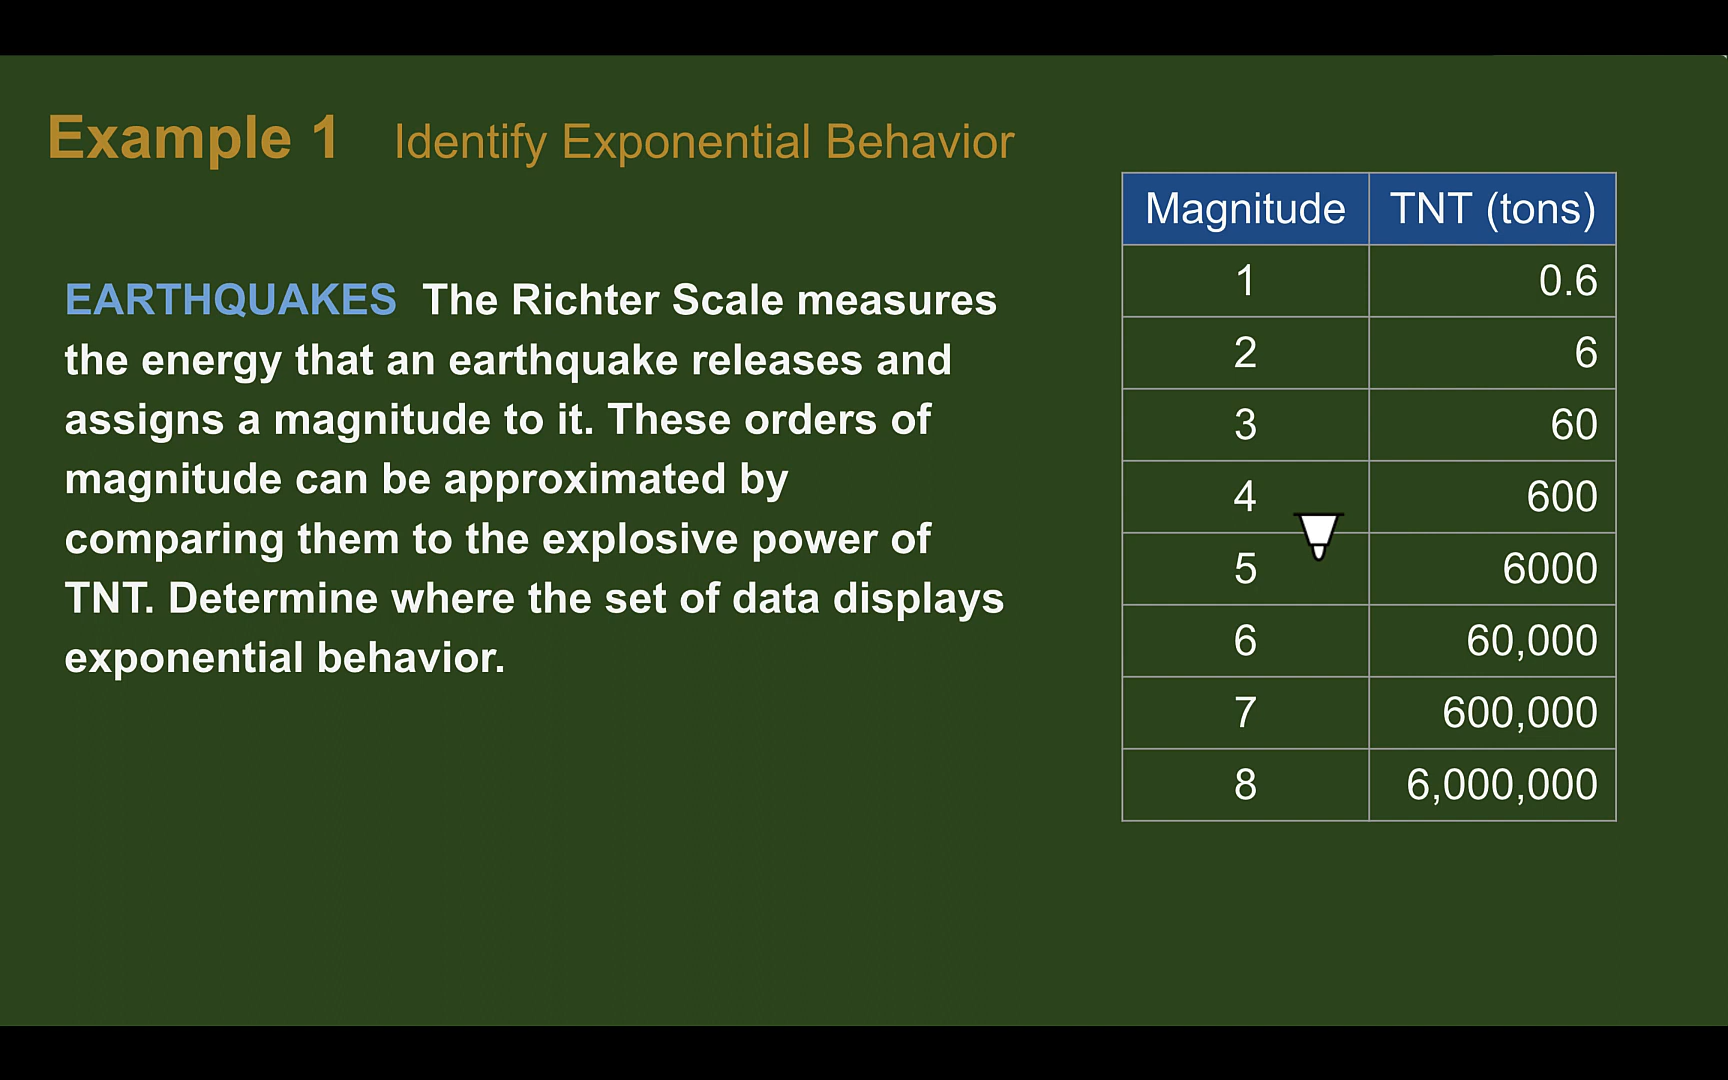 Example 1 Identify Exponential Behavior
EARTHQUAKES The Richter Scale measures
the energy that an earthquake releases and
assigns a magnitude to it. These orders of
magnitude can be approximated by
comparing them to the explosive power of
TNT. Determine where the set of data displays
exponential behavior.
Magnitude TNT (tons)
1 0.6
2 6
3 60
4 600
5 6000
6 60,000
7 600,000
8 6,000,000